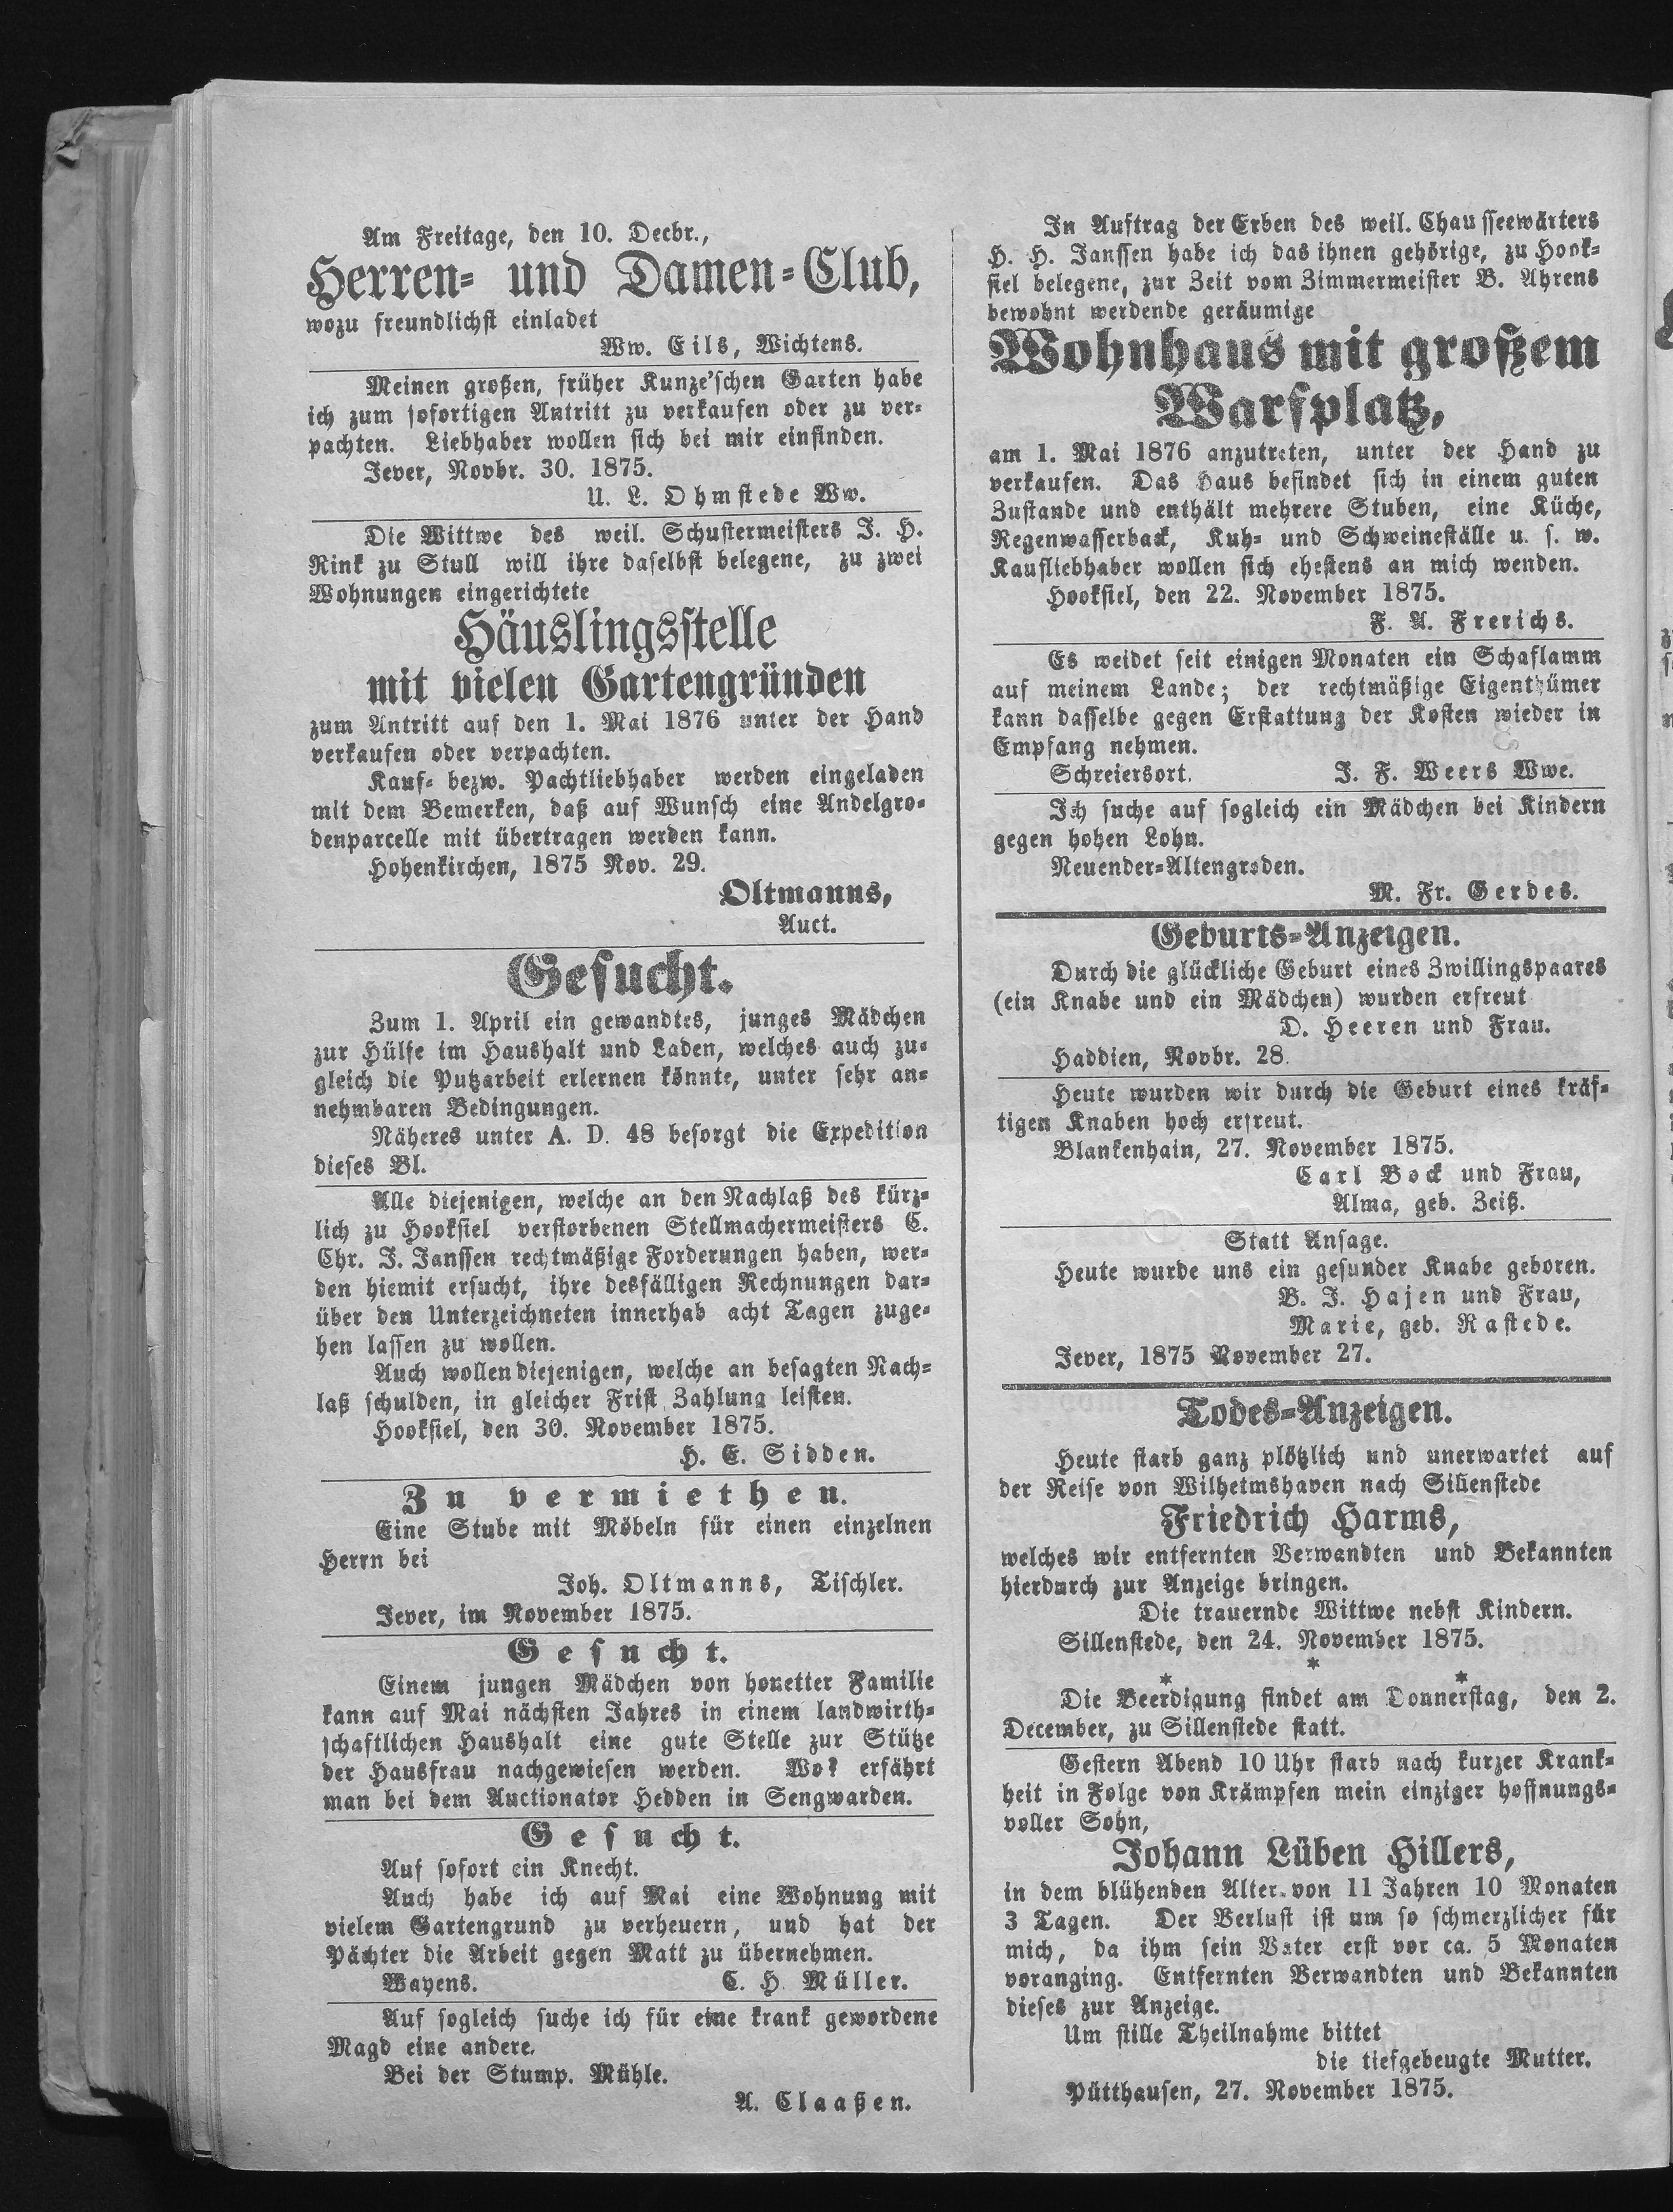 Am Freitage, den 10. Decbr.,
Herren- und Damen-Club,
wozu freundlichst einladet
Ww. Eils, Wichtens.
Meinen großen, früher Kunze'schen Garten habe
ich zum sofortigen Antritt zu verkaufen oder zu ver-
pachten. Liebhaber wollen sich bei mir einfinden.
Jever, Novbr. 30. 1875.
U. L. Ohmstede Ww.
Die Wittwe des weil. Schustermeisters J. H.
Rink zu Stull will ihre daselbst belegene, zu zwei
Wohnungen eingerichtete
Häuslingsstelle
mit vielen Gartengründen
zum Antritt auf den 1. Mai 1876 unter der Hand
verkaufen oder verpachten.
Kauf- bezw. Pachtliebhaber werden eingeladen
mit dem Bemerken, daß auf Wunsch eine Andelgro-
denparcelle mit übertragen werden kann.
Hohenkirchen, 1875 Nov. 29.
Oltmanns,
Auct.
Gesucht.
Zum 1. April ein gewandtes, junges Mädchen
zur Hülfe im Haushalt und Laden, welches auch zu-
gleich die Putzarbeit erlernen könnte, unter sehr an-
nehmbaren Bedingungen.
Näheres unter A. D. 48 besorgt die Expedition
dieses Bl.
Alle diejenigen, welche an den Nachlaß des kürz-
lich zu Hooksiel verstorbenen Stellmachermeisters C.
Chr. J. Janssen rechtmäßige Forderungen haben, wer-
den hiemit ersucht, ihre desfälligen Rechnungen dar-
über den Unterzeichneten innerhab acht Tagen zuge-
hen lassen zu wollen.
Auch wollen diejenigen, welche an besagten Nach-
laß schulden, in gleicher Frist Zahlung leisten.
Hooksiel, den 30. November 1875.
H. E. Sidden.
Zu vermiethen.
Eine Stube mit Möbeln für einen einzelnen
Herrn bei
Joh. Oltmanns, Tischler.
Jever, im November 1875.
Gesucht.
Einem jungen Mädchen von honetter Familie
kann auf Mai nächsten Jahres in einem landwirth-
schaftlichen Haushalt eine gute Stelle zur Stütze
der Hausfrau nachgewiesen werden. Wo? erfährt
man bei dem Auctionator Hedden in Sengwarden.
Gesucht.
Auf sofort ein Knecht.
Auch habe ich auf Mai eine Wohnung mit
vielem Gartengrund zu verheuern, und hat der
Pächter die Arbeit gegen Matt zu übernehmen.
Wayens. C. H. Müller.
Auf sogleich suche ich für eine krank gewordene
Magd eine andere.
Bei der Stump. Mühle.
A. Claaßen.
In Auftrag der Erben des weil. Chausseewärters
H. H. Janssen habe ich das ihnen gehörige, zu Hook-
siel belegene, zur Zeit vom Zimmermeister B. Ahrens
bewohnt werdende geräumige
Wohnhaus mit großem
Warfplatz,
am 1. Mai 1876 anzutreten, unter der Hand zu
verkaufen. Das Haus befindet sich in einem guten
Zustande und enthält mehrere Stuben, eine Küche,
Regenwasserback, Kuh- und Schweineställe u. s. w.
Kaufliebhaber wollen sich ehestens an mich wenden.
Hooksiel, den 22. November 1875.
F. A. Frerichs.
Es weidet seit einigen Monaten ein Schaflamm
auf meinem Lande; der rechtmäßige Eigenthümer
kann dasselbe gegen Erstattung der Kosten wieder in
Empfang nehmen.
Schreiersort. J. F. Weers Wwe.
Ich suche auf sogleich ein Mädchen bei Kindern
gegen hohen Lohn.
Neuender-Altengroden.
M. Fr. Gerdes.
Geburts-Anzeigen.
Durch die glückliche Geburt eines Zwillingspaares
(ein Knabe und ein Mädchen) wurden erfreut
D. Heeren und Frau.
Haddien, Novbr. 28.
Heute wurden wir durch die Geburt eines kräf-
tigen Knaben hoch erfreut.
Blankenhain, 27. November 1875.
Carl Bock und Frau,
Alma, geb. Zeiß.
Statt Ansage.
Heute wurde uns ein gesunder Knabe geboren.
B. J. Hajen und Frau,
Marie, geb. Rastede.
Jever, 1875 November 27.
Todes-Anzeigen.
Heute starb ganz plötzlich und unerwartet auf
der Reise von Wilhelmshaven nach Sillenstede
Friedrich Harms,
welches wir entfernten Verwandten und Bekannten
hierdurch zur Anzeige bringen.
Die trauernde Wittwe nebst Kindern.
Sillenstede, den 24. November 1875.
* * *
Die Beerdigung findet am Donnerstag, den 2.
December, zu Sillenstede statt.
Gestern Abend 10 Uhr starb nach kurzer Krank-
heit in Folge von Krämpfen mein einziger hoffnungs-
voller Sohn,
Johann Lüben Hillers,
in dem blühenden Alter von 11 Jahren 10 Monaten
3 Tagen. Der Verlust ist um so schmerzlicher für
mich, da ihm sein Vater erst vor ca. 5 Monaten
voranging. Entfernten Verwandten und Bekannten
dieses zur Anzeige.
Um stille Theilnahme bittet
die tiefgebeugte Mutter.
Pütthausen, 27. November 1875.